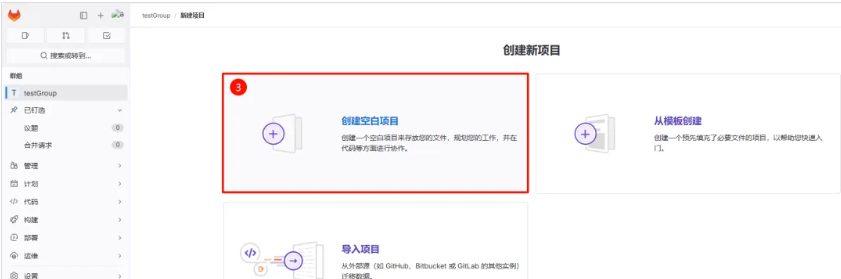 testGroup / 新建项目
搜索或转到...
群组
T testGroup
已钉选
议题 0
合并请求 0
管理
计划
代码
构建
部署
运维
设置
创建新项目
3
创建空白项目
创建一个空白项目来存放您的文件，规划您的工作，并在
代码等方面进行协作。
从模板创建
创建一个预先填充了必要文件的项目，以帮助您快速入
门。
导入项目
从外部源（如 GitHub、Bitbucket 或 GitLab 的其他实例）
迁移数据。